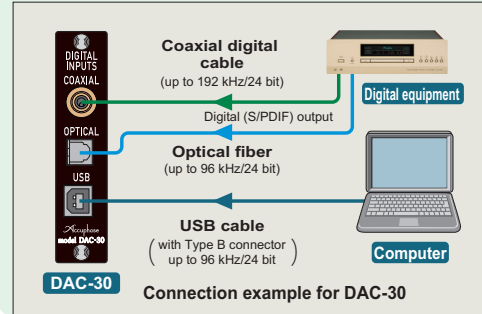 DIGITAL
INPUTS
COAXIAL
OPTICAL
USB
Accuphase
model DAC-30
DAC-30
Coaxial digital
cable
(up to 192 kHz/24 bit)
Digital (S/PDIF) output
Optical fiber
(up to 96 kHz/24 bit)
USB cable
(with Type B connector
up to 96 kHz/24 bit)
Digital equipment
Computer
Connection example for DAC-30